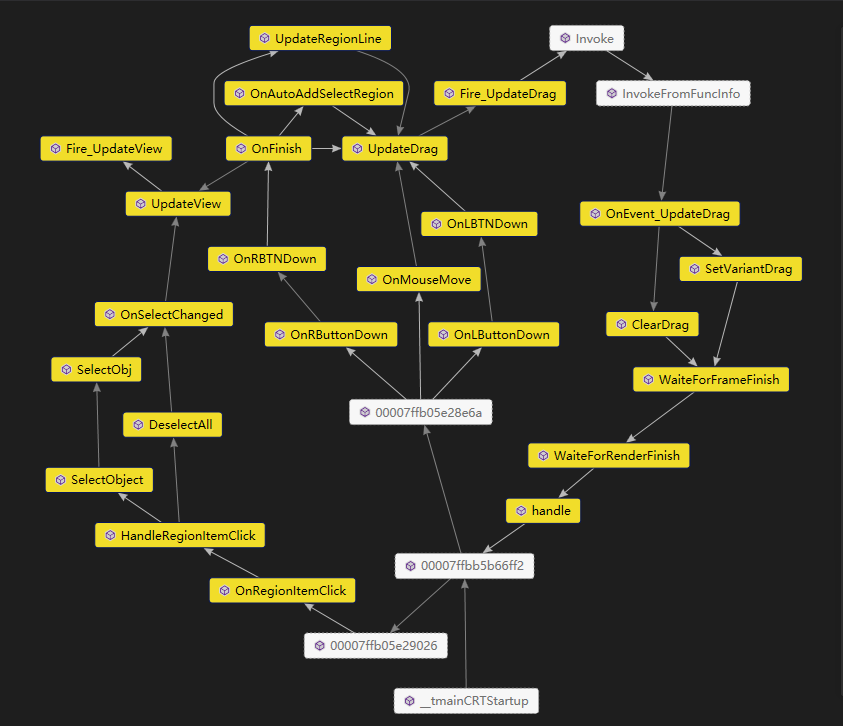 UpdateRegionLine
Invoke
OnAutoAddSelectRegion
Fire_UpdateDrag
InvokeFromFuncInfo
Fire_UpdateView
OnFinish
UpdateDrag
UpdateView
OnEvent_UpdateDrag
OnLBTNDown
OnRBTNDown
SetVariantDrag
OnMouseMove
OnSelectChanged
ClearDrag
OnRButtonDown
OnLButtonDown
SelectObj
WaiteForFrameFinish
00007ffb05e28e6a
DeselectAll
WaiteForRenderFinish
SelectObject
handle
HandleRegionItemClick
00007ffbb5b66ff2
OnRegionItemClick
00007ffb05e29026
__tmainCRTStartup